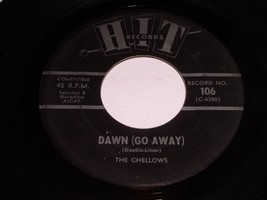 HIT
RECORDS
COMPATIBLE
45 R.P.M.
RECORD NO.
106
DAWN (GO AWAY)
(Gaudio-Linzer)
THE CHELLOWS